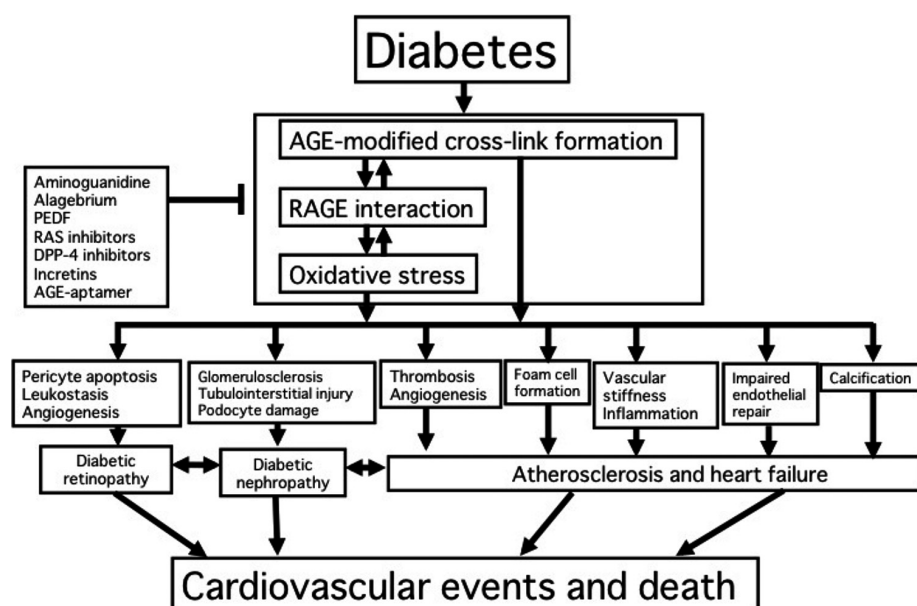 Diabetes
AGE-modified cross-link formation
RAGE interaction
Oxidative stress
Aminoguanidine
Alagebrium
PEDF
RAS inhibitors
DPP-4 inhibitors
Incretins
AGE-aptamer
Pericyte apoptosis
Leukostasis
Angiogenesis
Glomerulosclerosis
Tubulointerstitial injury
Podocyte damage
Thrombosis
Angiogenesis
Foam cell
formation
Vascular
stiffness
Inflammation
Impaired
endothelial
repair
Calcification
Diabetic
retinopathy
Diabetic
nephropathy
Atherosclerosis and heart failure
Cardiovascular events and death